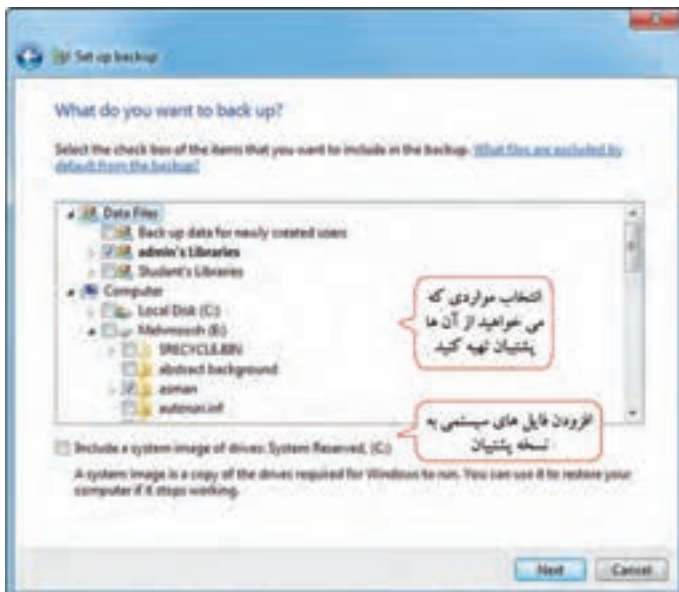 Set up backup
What do you want to back up?
Select the check box of the items that you want to include in the backup. What files are excluded by
default from the backup?
Data Files
Back up data for newly created users
admin's Libraries
Student's Libraries
Computer
Local Disk (C:)
Mehrnoosh (E:)
$RECYCLE.BIN
abstract background
asman
autorun.inf
انتخاب مواردی که
می خواهید از آن ها
پشتیبان تهیه کنید
افزودن فایل های سیستمی به
نسخه پشتیبان
Include a system image of drives: System Reserved, (C:)
A system image is a copy of the drives required for Windows to run. You can use it to restore your
computer if it stops working.
Next
Cancel